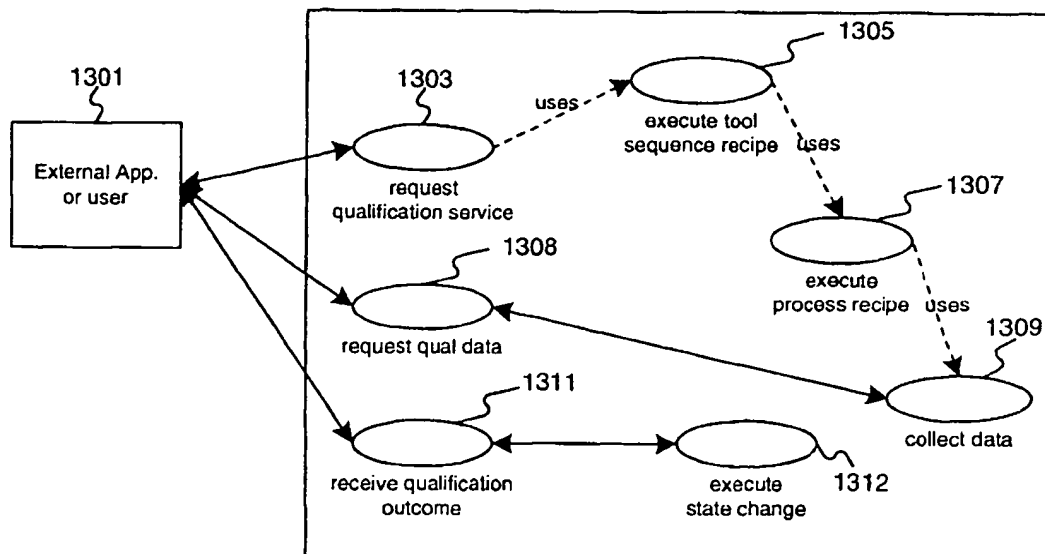 1305
1301
1303
uses
External App.
or user
execute tool
sequence recipe
uses
request
qualification service
1307
1308
execute
process recipe
uses
request qual data
1309
1311
collect data
receive qualification
outcome
execute
state change
1312